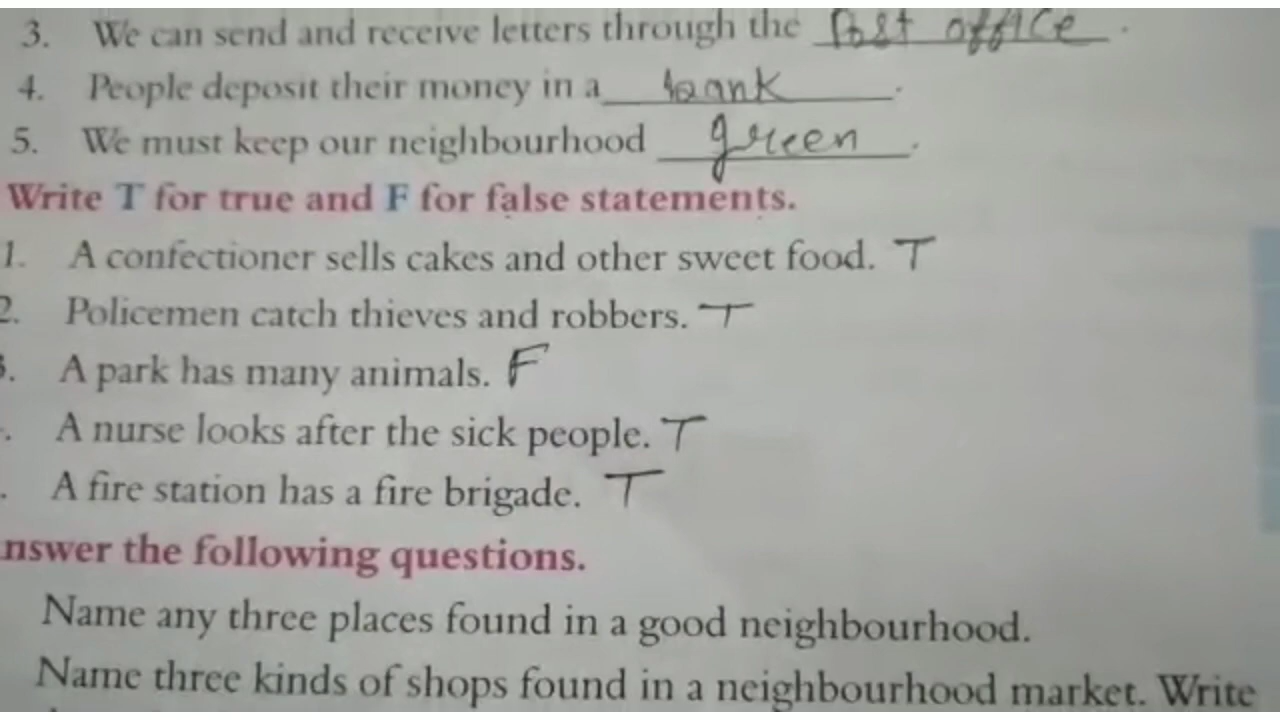 3. We can send and receive letters through the Post office.
4. People deposit their money in a bank.
5. We must keep our neighbourhood green.
Write T for true and F for false statements.
1. A confectioner sells cakes and other sweet food. T
2. Policemen catch thieves and robbers. T
3. A park has many animals. F
. A nurse looks after the sick people. T
. A fire station has a fire brigade. T
nswer the following questions.
Name any three places found in a good neighbourhood.
Name three kinds of shops found in a neighbourhood market. Write